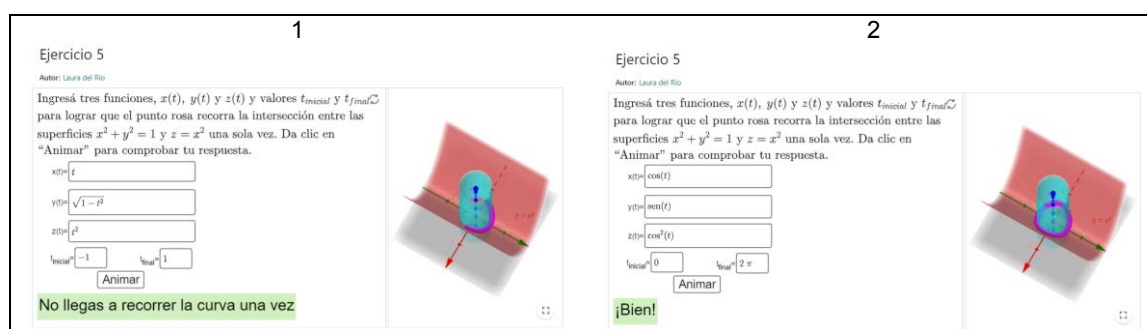 1
Ejercicio 5
Autor: Laura del Río
Ingresá tres funciones, x(t), y(t) y z(t) y valores t_inicial y t_final
para lograr que el punto rosa recorra la intersección entre las
superficies x² + y² = 1 y z = x² una sola vez. Da clic en
“Animar” para comprobar tu respuesta.
x(t)= t
y(t)= √(1 − t²)
z(t)= t²
t_inicial= −1 t_final= 1
Animar
No llegas a recorrer la curva una vez
z = x²
2
Ejercicio 5
Autor: Laura del Río
Ingresá tres funciones, x(t), y(t) y z(t) y valores t_inicial y t_final
para lograr que el punto rosa recorra la intersección entre las
superficies x² + y² = 1 y z = x² una sola vez. Da clic en
“Animar” para comprobar tu respuesta.
x(t)= cos(t)
y(t)= sen(t)
z(t)= cos²(t)
t_inicial= 0 t_final= 2 π
Animar
¡Bien!
z = x²